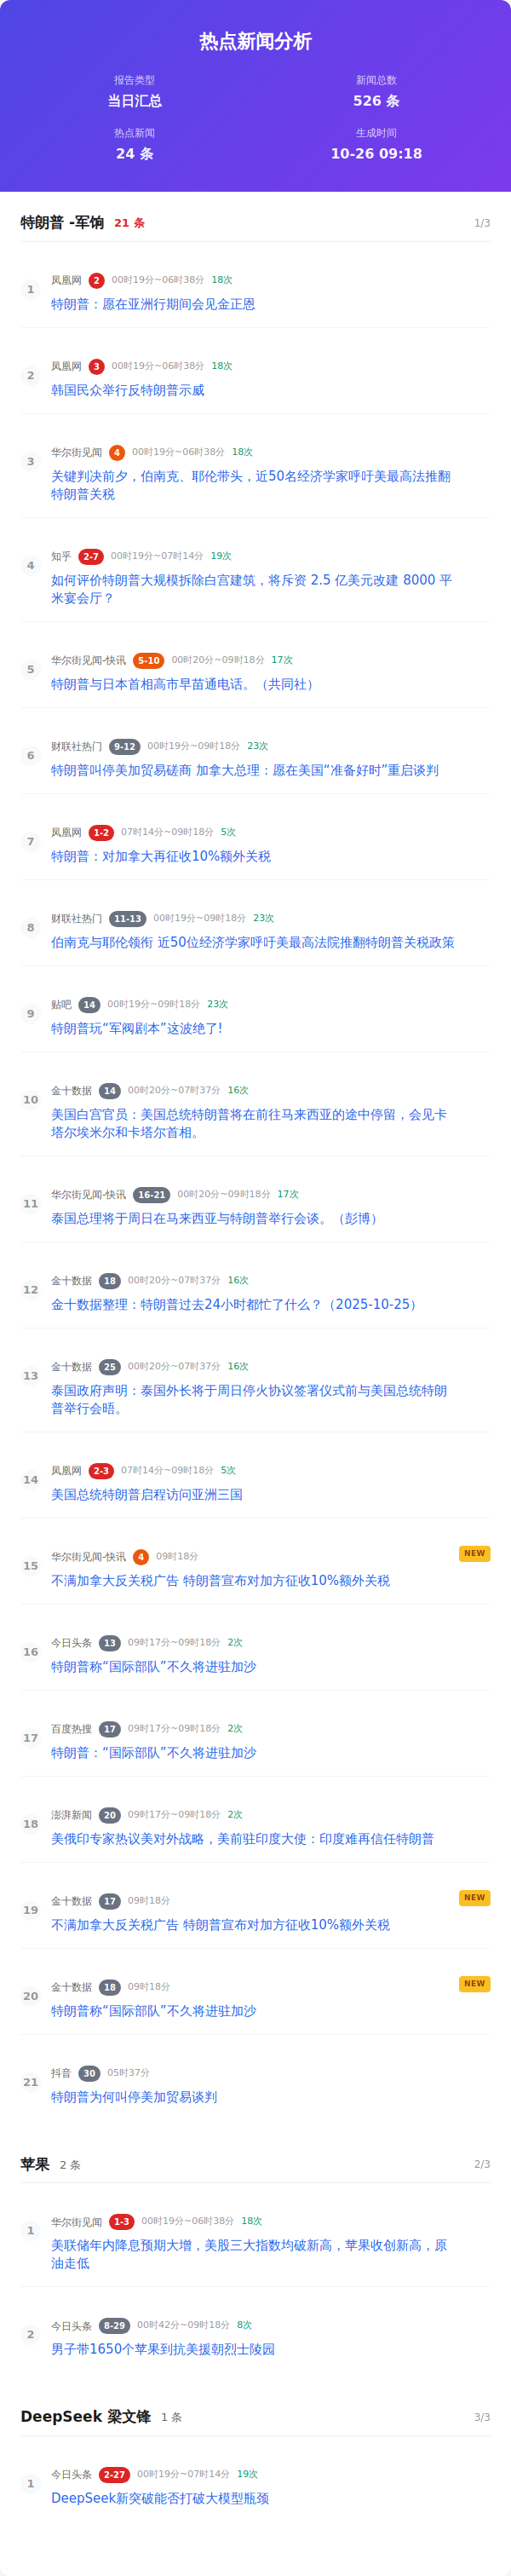 热点新闻分析
报告类型
当日汇总
新闻总数
526 条
热点新闻
24 条
生成时间
10-26 09:18
特朗普 -军饷 21 条 1/3
1
凤凰网 2 00时19分~06时38分 18次
特朗普：愿在亚洲行期间会见金正恩
2
凤凰网 3 00时19分~06时38分 18次
韩国民众举行反特朗普示威
3
华尔街见闻 4 00时19分~06时38分 18次
关键判决前夕，伯南克、耶伦带头，近50名经济学家呼吁美最高法推翻
特朗普关税
4
知乎 2-7 00时19分~07时14分 19次
如何评价特朗普大规模拆除白宫建筑，将斥资 2.5 亿美元改建 8000 平
米宴会厅？
5
华尔街见闻-快讯 5-10 00时20分~09时18分 17次
特朗普与日本首相高市早苗通电话。（共同社）
6
财联社热门 9-12 00时19分~09时18分 23次
特朗普叫停美加贸易磋商 加拿大总理：愿在美国“准备好时”重启谈判
7
凤凰网 1-2 07时14分~09时18分 5次
特朗普：对加拿大再征收10%额外关税
8
财联社热门 11-13 00时19分~09时18分 23次
伯南克与耶伦领衔 近50位经济学家呼吁美最高法院推翻特朗普关税政策
9
贴吧 14 00时19分~09时18分 23次
特朗普玩“军阀剧本”这波绝了!
10
金十数据 14 00时20分~07时37分 16次
美国白宫官员：美国总统特朗普将在前往马来西亚的途中停留，会见卡
塔尔埃米尔和卡塔尔首相。
11
华尔街见闻-快讯 16-21 00时20分~09时18分 17次
泰国总理将于周日在马来西亚与特朗普举行会谈。（彭博）
12
金十数据 18 00时20分~07时37分 16次
金十数据整理：特朗普过去24小时都忙了什么？（2025-10-25）
13
金十数据 25 00时20分~07时37分 16次
泰国政府声明：泰国外长将于周日停火协议签署仪式前与美国总统特朗
普举行会晤。
14
凤凰网 2-3 07时14分~09时18分 5次
美国总统特朗普启程访问亚洲三国
15
华尔街见闻-快讯 4 09时18分 NEW
不满加拿大反关税广告 特朗普宣布对加方征收10%额外关税
16
今日头条 13 09时17分~09时18分 2次
特朗普称“国际部队”不久将进驻加沙
17
百度热搜 17 09时17分~09时18分 2次
特朗普：“国际部队”不久将进驻加沙
18
澎湃新闻 20 09时17分~09时18分 2次
美俄印专家热议美对外战略，美前驻印度大使：印度难再信任特朗普
19
金十数据 17 09时18分 NEW
不满加拿大反关税广告 特朗普宣布对加方征收10%额外关税
20
金十数据 18 09时18分 NEW
特朗普称“国际部队”不久将进驻加沙
21
抖音 30 05时37分
特朗普为何叫停美加贸易谈判
苹果 2 条 2/3
1
华尔街见闻 1-3 00时19分~06时38分 18次
美联储年内降息预期大增，美股三大指数均破新高，苹果收创新高，原
油走低
2
今日头条 8-29 00时42分~09时18分 8次
男子带1650个苹果到抗美援朝烈士陵园
DeepSeek 梁文锋 1 条 3/3
1
今日头条 2-27 00时19分~07时14分 19次
DeepSeek新突破能否打破大模型瓶颈